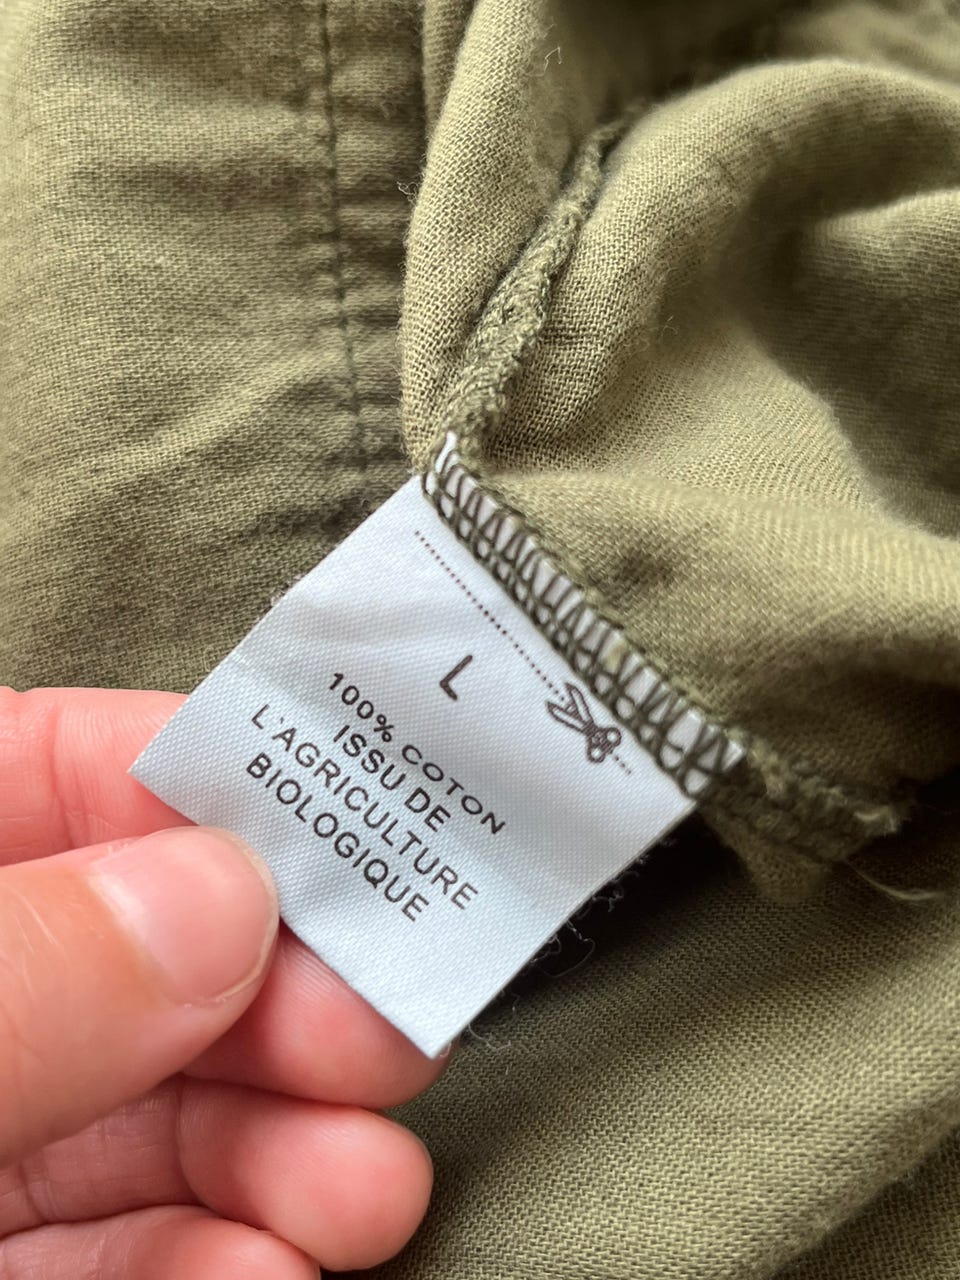 L
100% COTON
ISSU DE
L'AGRICULTURE
BIOLOGIQUE